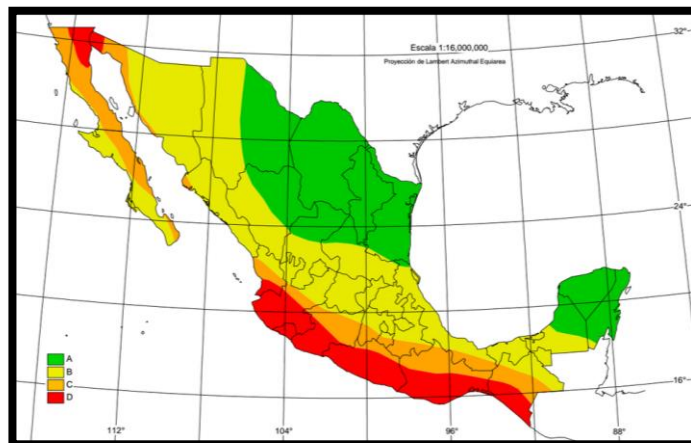 Escala 1:16,000,000
Proyección de Lambert Azimuthal Equiarea
32°
24°
A
B
C
D
16°
112°
104°
96°
88°